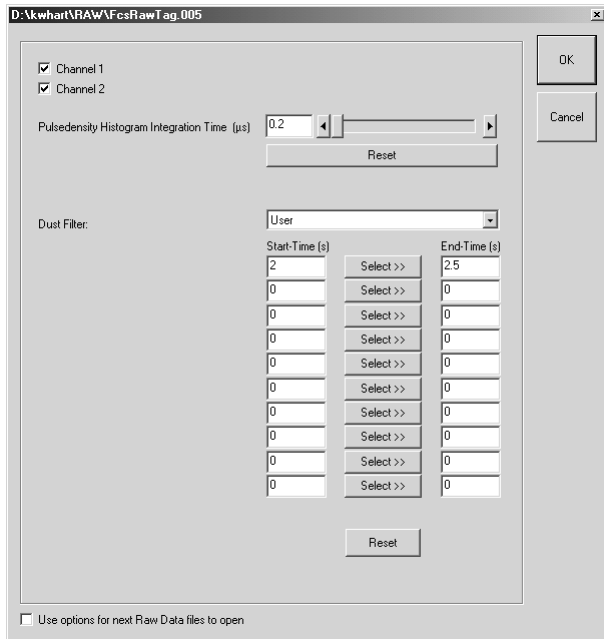 D:\kwhart\RAW\FcsRawTag.005
OK
Channel 1
Channel 2
Cancel
Pulsedensity Histogram Integration Time (µs) 0.2
Reset
Dust Filter: User
Start-Time (s) End-Time (s)
2 Select >> 2.5
0 Select >> 0
0 Select >> 0
0 Select >> 0
0 Select >> 0
0 Select >> 0
0 Select >> 0
0 Select >> 0
0 Select >> 0
0 Select >> 0
Reset
Use options for next Raw Data files to open